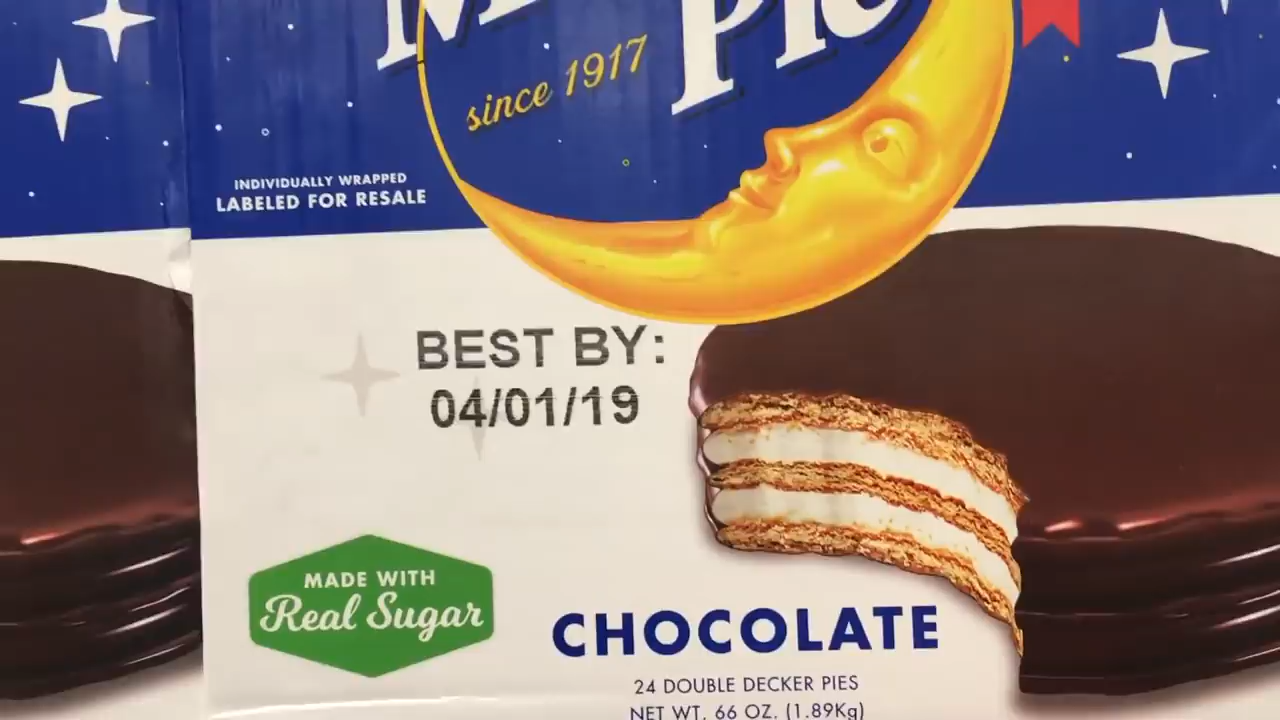 since 1917
INDIVIDUALLY WRAPPED
LABELED FOR RESALE
BEST BY:
04/01/19
MADE WITH
Real Sugar
CHOCOLATE
24 DOUBLE DECKER PIES
NET WT. 66 OZ. (1.89Kg)